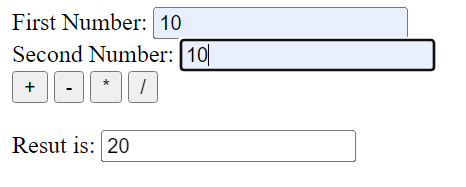 First Number: 10
Second Number: 10
+ - * /
Resut is: 20